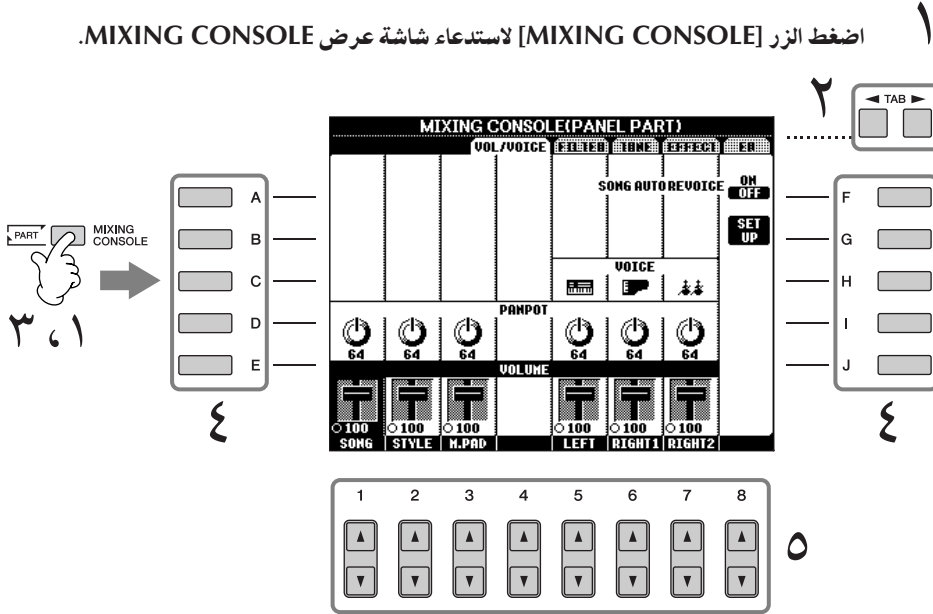 ١
اضغط الزر [MIXING CONSOLE] لاستدعاء شاشة عرض MIXING CONSOLE.
٢
◄ TAB ►
MIXING CONSOLE(PANEL PART)
VOL/VOICE FILTER TUNE EFFECT EQ
SONG AUTO REVOICE ON
OFF
SET
UP
VOICE
PANPOT
64 64 64 64 64 64
VOLUME
100 100 100 100 100 100
SONG STYLE M.PAD LEFT RIGHT1 RIGHT2
A
B
C
D
E
F
G
H
I
J
PART
MIXING
CONSOLE
٣ ،١
٤
٤
1 2 3 4 5 6 7 8
٥